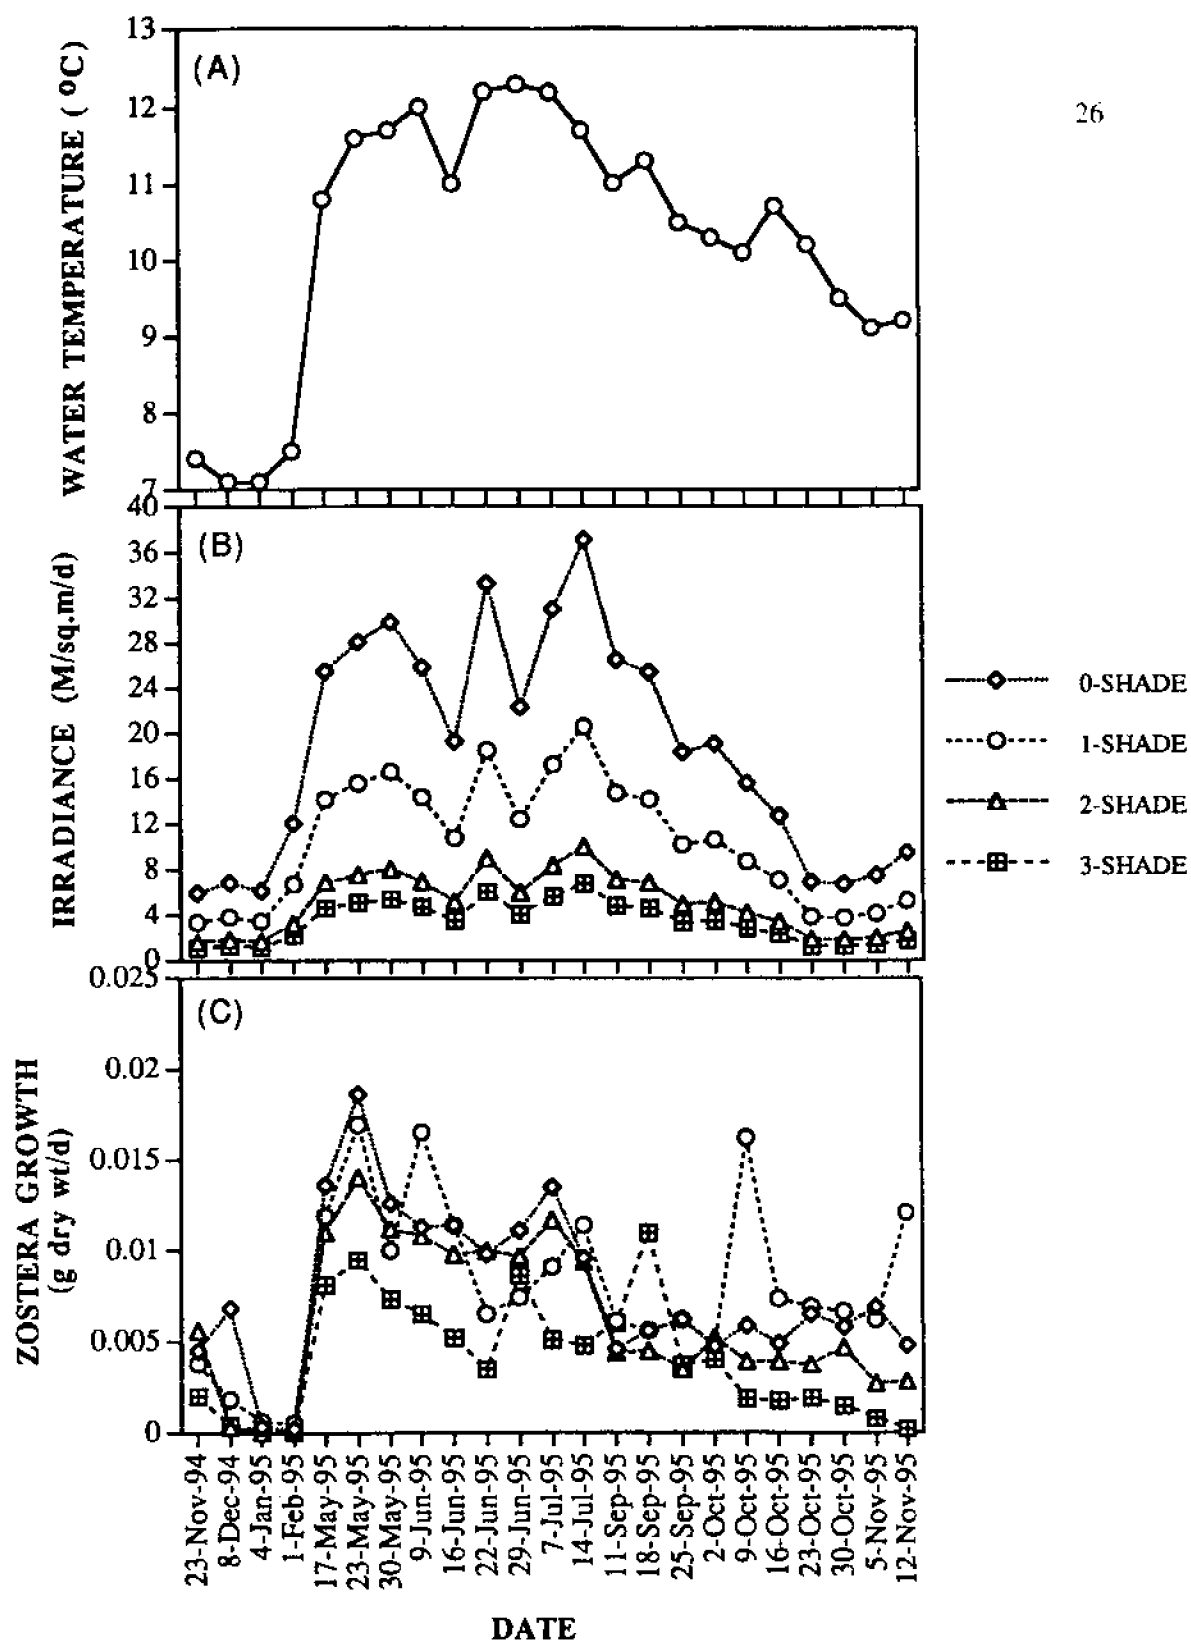 26
(A)
WATER TEMPERATURE ( °C)
13
12
11
10
9
8
7
(B)
IRRADIANCE (M/sq.m/d)
40
36
32
28
24
20
16
12
8
4
0
0-SHADE
1-SHADE
2-SHADE
3-SHADE
(C)
ZOSTERA GROWTH
(g dry wt/d)
0.025
0.02
0.015
0.01
0.005
0
23-Nov-94
8-Dec-94
4-Jan-95
1-Feb-95
17-May-95
23-May-95
30-May-95
9-Jun-95
16-Jun-95
22-Jun-95
29-Jun-95
7-Jul-95
14-Jul-95
11-Sep-95
18-Sep-95
25-Sep-95
2-Oct-95
9-Oct-95
16-Oct-95
23-Oct-95
30-Oct-95
5-Nov-95
12-Nov-95
DATE